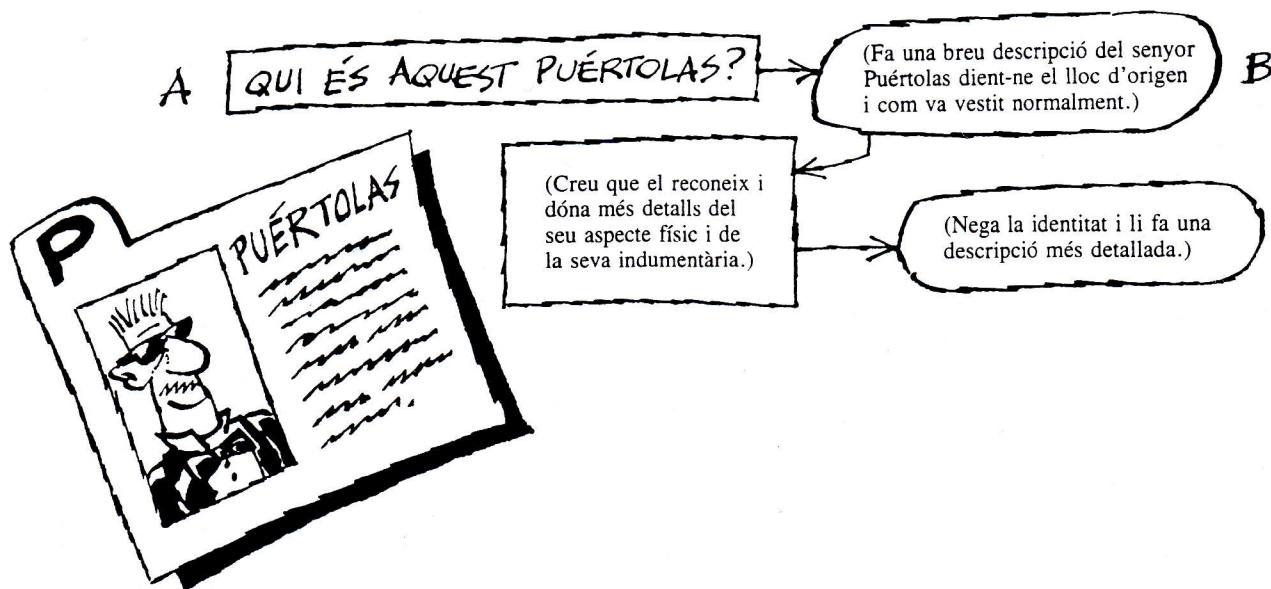 A
QUI ÉS AQUEST PUÉRTOLAS?
(Fa una breu descripció del senyor
Puértolas dient-ne el lloc d'origen
i com va vestit normalment.)
B
(Creu que el reconeix i
dóna més detalls del
seu aspecte físic i de
la seva indumentària.)
(Nega la identitat i li fa una
descripció més detallada.)
P
PUÉRTOLAS